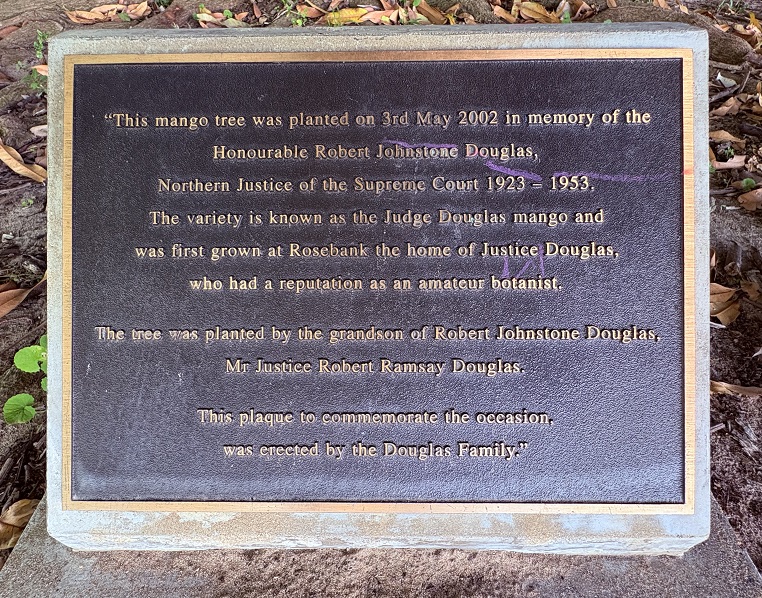 “This mango tree was planted on 3rd May 2002 in memory of the
Honourable Robert Johnstone Douglas,
Northern Justice of the Supreme Court 1923 – 1953.
The variety is known as the Judge Douglas mango and
was first grown at Rosebank the home of Justice Douglas,
who had a reputation as an amateur botanist.
The tree was planted by the grandson of Robert Johnstone Douglas,
Mr Justice Robert Ramsay Douglas.
This plaque to commemorate the occasion,
was erected by the Douglas Family.”